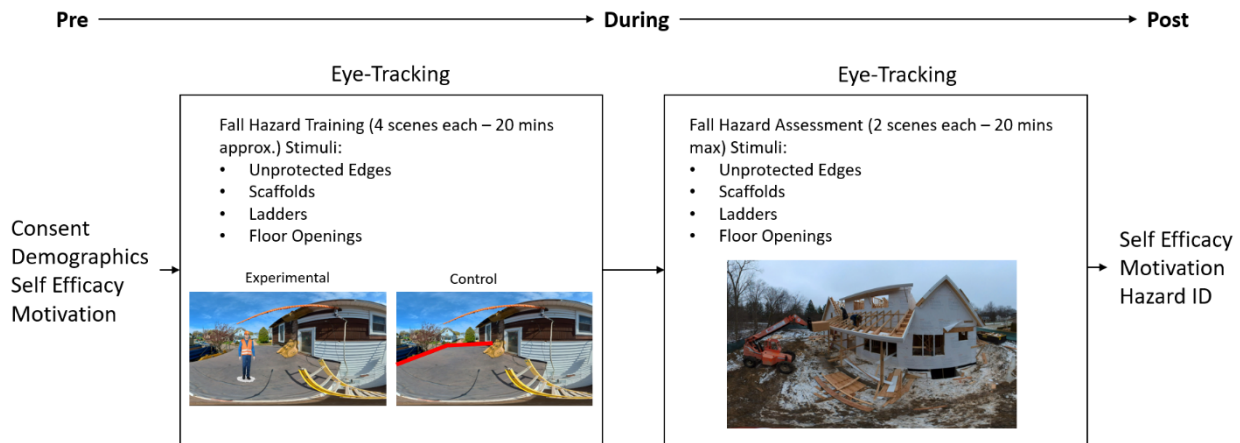 Pre During Post
Eye-Tracking
Fall Hazard Training (4 scenes each – 20 mins
approx.) Stimuli:
• Unprotected Edges
• Scaffolds
• Ladders
• Floor Openings
Experimental
Control
Eye-Tracking
Fall Hazard Assessment (2 scenes each – 20 mins
max) Stimuli:
• Unprotected Edges
• Scaffolds
• Ladders
• Floor Openings
Consent
Demographics
Self Efficacy
Motivation
Self Efficacy
Motivation
Hazard ID